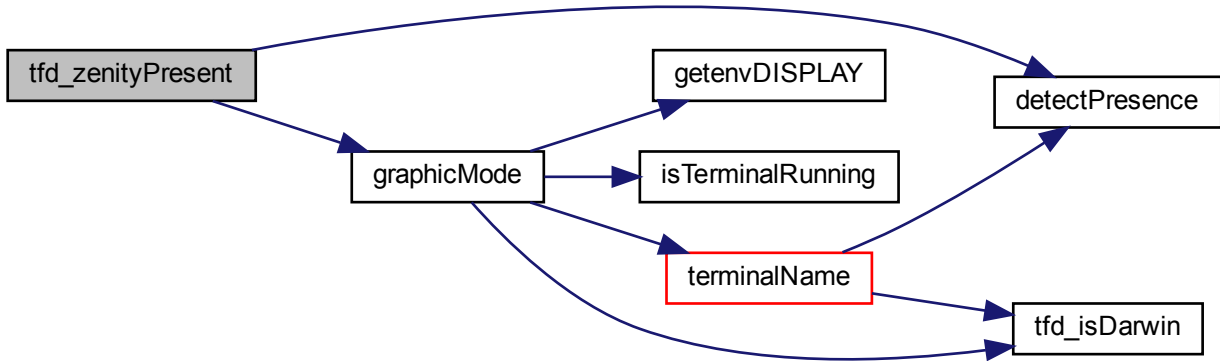 tfd_zenityPresent
getenvDISPLAY
detectPresence
graphicMode
isTerminalRunning
terminalName
tfd_isDarwin